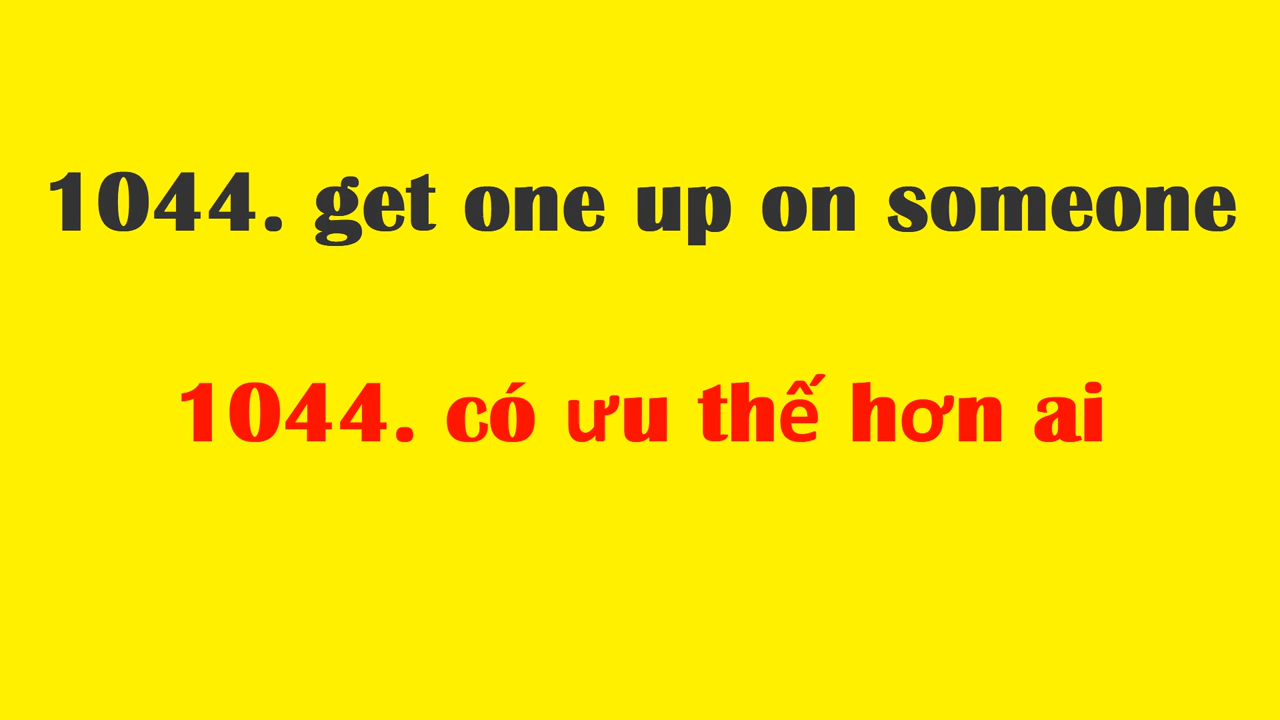 1044. get one up on someone
1044. có ưu thế hơn ai